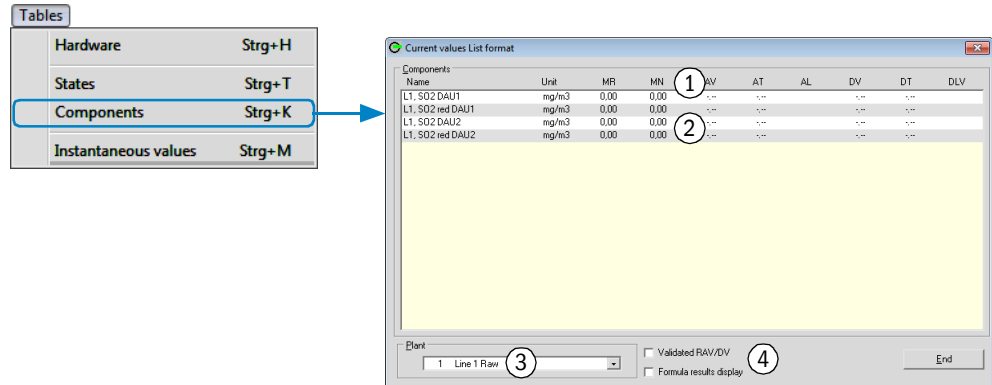 Tables
Hardware Strg+H
States Strg+T
Components Strg+K
Instantaneous values Strg+M
Current values List format
Components
Name Unit MR MN 1 AV AT AL DV DT DLV
L1, SO2 DAU1 mg/m3 0,00 0,00 -,-- -,-- -,-- -,--
L1, SO2 red DAU1 mg/m3 0,00 0,00 -,-- -,-- -,-- -,--
L1, SO2 DAU2 mg/m3 0,00 0,00 2 -,-- -,-- -,-- -,--
L1, SO2 red DAU2 mg/m3 0,00 0,00 -,-- -,-- -,-- -,--
Plant
1 Line 1 Raw 3
Validated RAV/DV 4
Formula results display
End